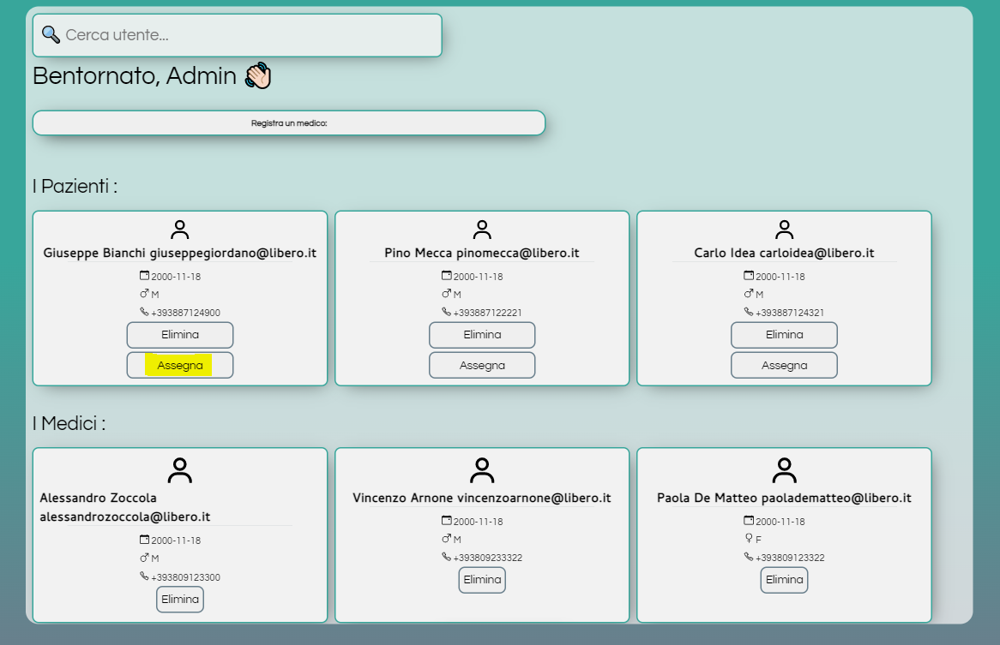 Cerca utente...
Bentornato, Admin
Registra un medico:
I Pazienti :
Giuseppe Bianchi giuseppegiordano@libero.it
2000-11-18
M
+393887124900
Elimina
Assegna
Pino Mecca pinomecca@libero.it
2000-11-18
M
+393887122221
Elimina
Assegna
Carlo Idea carloidea@libero.it
2000-11-18
M
+393887124321
Elimina
Assegna
I Medici :
Alessandro Zoccola
alessandrozoccola@libero.it
2000-11-18
M
+393809123300
Elimina
Vincenzo Arnone vincenzoarnone@libero.it
2000-11-18
M
+393809233322
Elimina
Paola De Matteo paoladematteo@libero.it
2000-11-18
F
+393809123322
Elimina